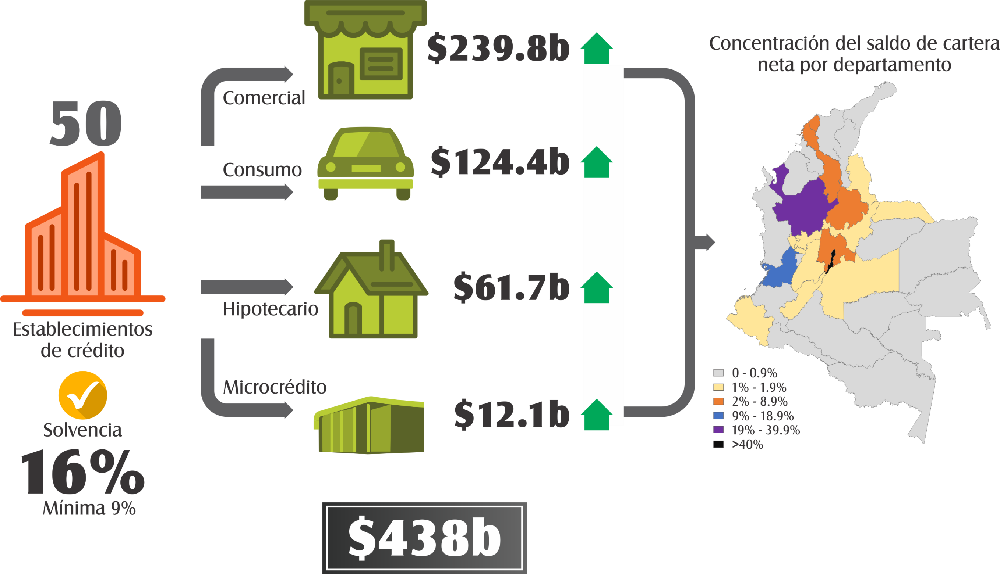 50
Establecimientos
de crédito
Solvencia
16%
Mínima 9%
Comercial
$239.8b
Consumo
$124.4b
Hipotecario
$61.7b
Microcrédito
$12.1b
$438b
Concentración del saldo de cartera
neta por departamento
0 - 0.9%
1% - 1.9%
2% - 8.9%
9% - 18.9%
19% - 39.9%
>40%